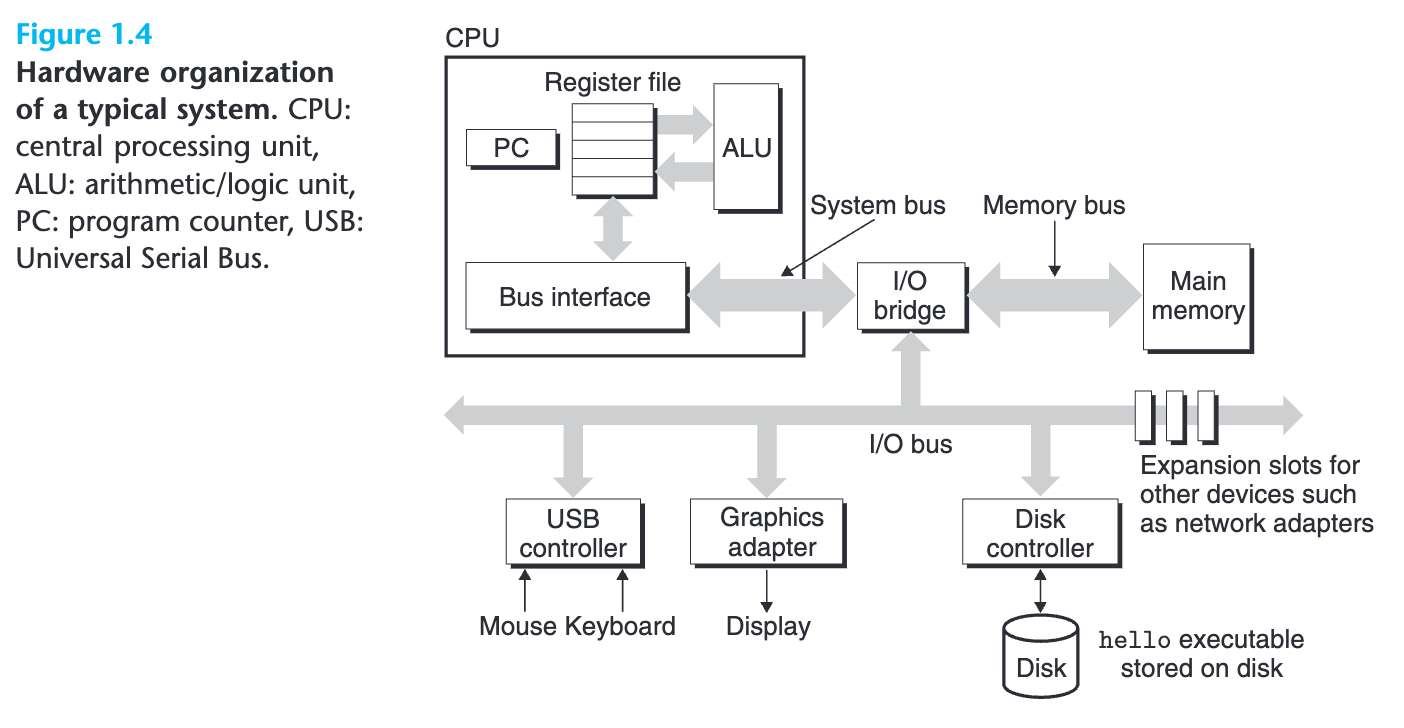 Figure 1.4
Hardware organization
of a typical system. CPU:
central processing unit,
ALU: arithmetic/logic unit,
PC: program counter, USB:
Universal Serial Bus.
CPU
Register file
PC
ALU
System bus
Memory bus
Bus interface
I/O
bridge
Main
memory
I/O bus
Expansion slots for
other devices such
as network adapters
USB
controller
Graphics
adapter
Disk
controller
Mouse Keyboard
Display
Disk
hello executable
stored on disk